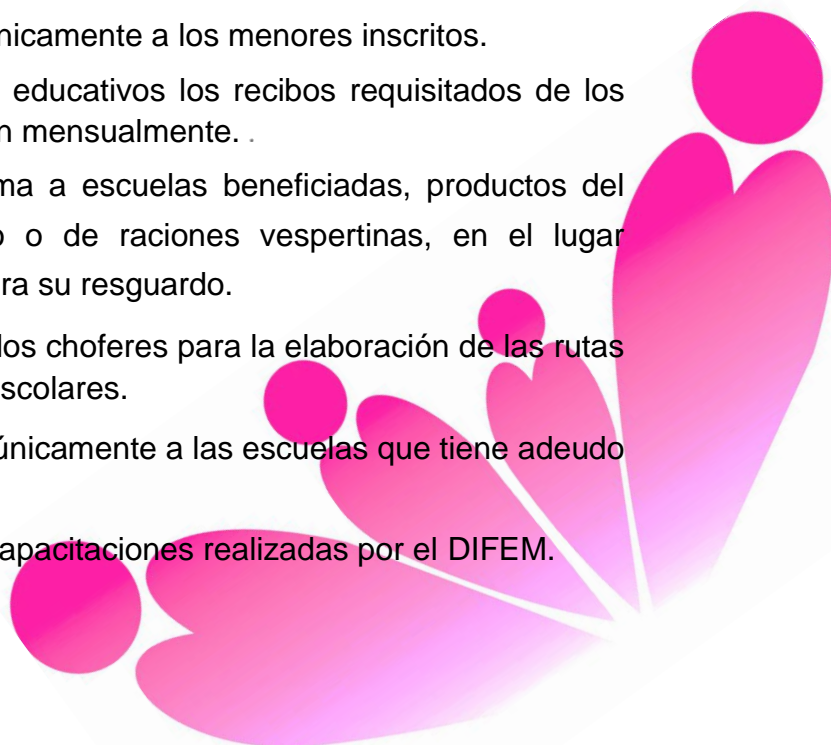 nicamente a los menores inscritos.
educativos los recibos requisitados de los
n mensualmente. .
ma a escuelas beneficiadas, productos del
o o de raciones vespertinas, en el lugar
ra su resguardo.
los choferes para la elaboración de las rutas
scolares.
únicamente a las escuelas que tiene adeudo
apacitaciones realizadas por el DIFEM.